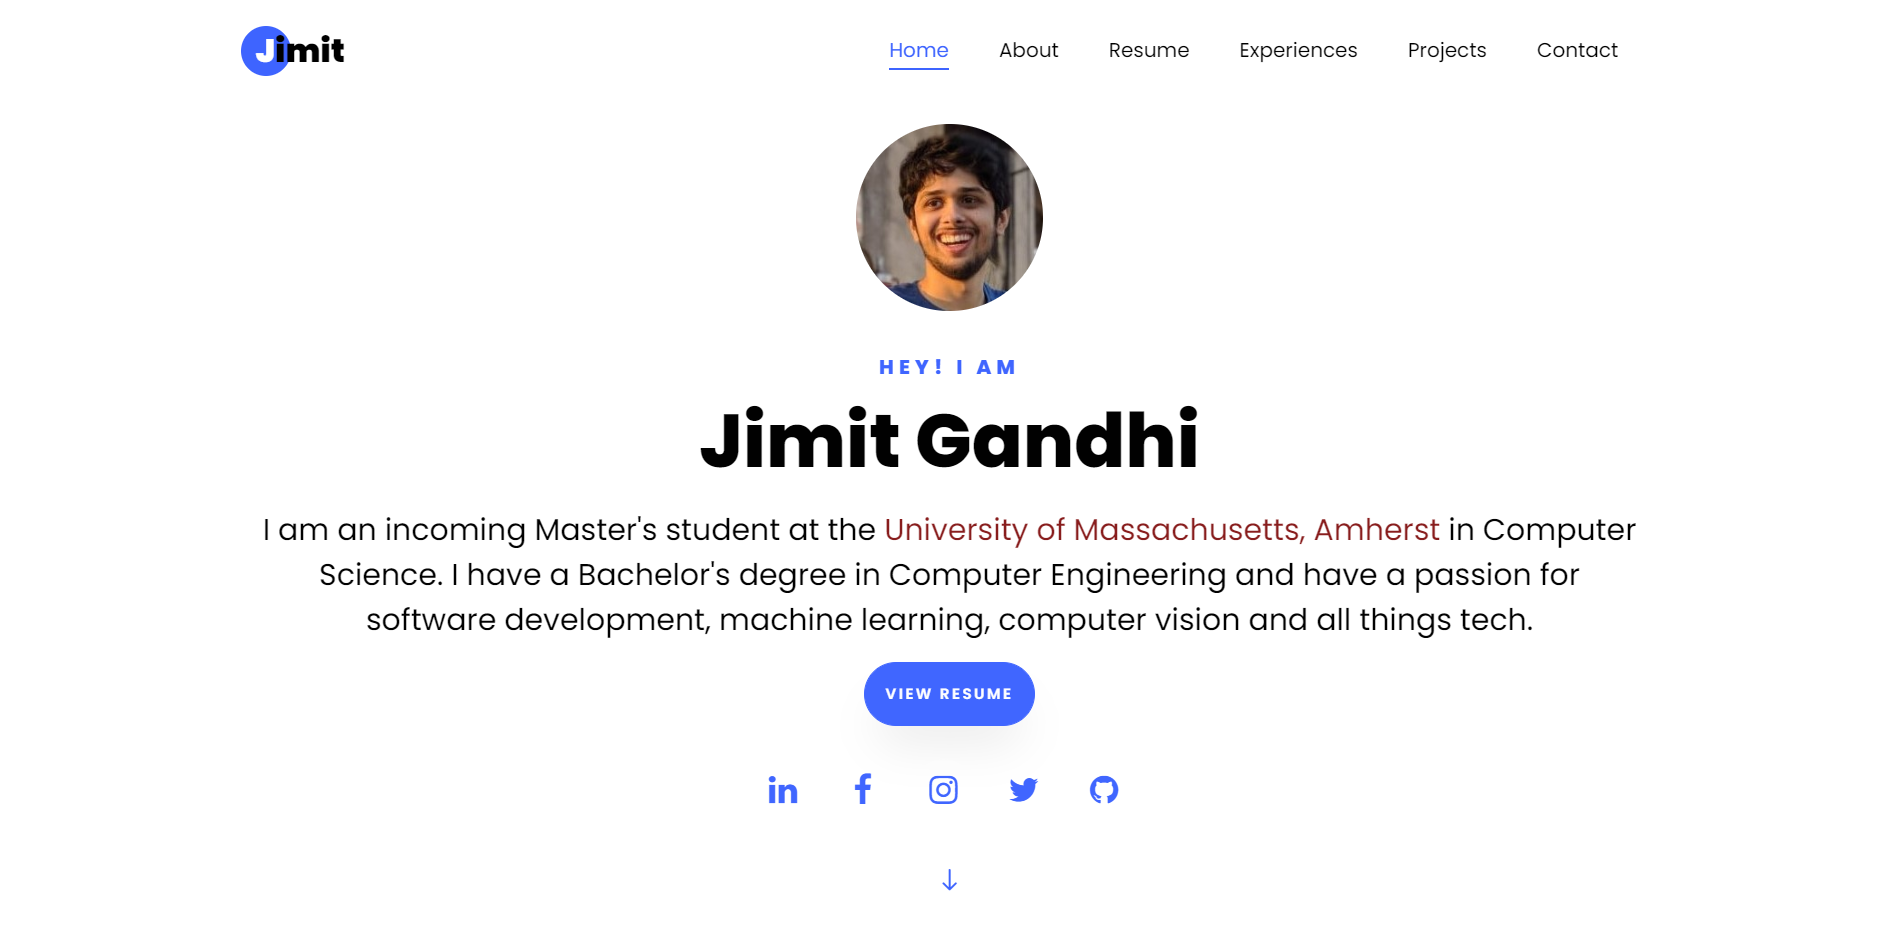 Jimit
Home About Resume Experiences Projects Contact
HEY! I AM
Jimit Gandhi
I am an incoming Master's student at the University of Massachusetts, Amherst in Computer
Science. I have a Bachelor's degree in Computer Engineering and have a passion for
software development, machine learning, computer vision and all things tech.
VIEW RESUME